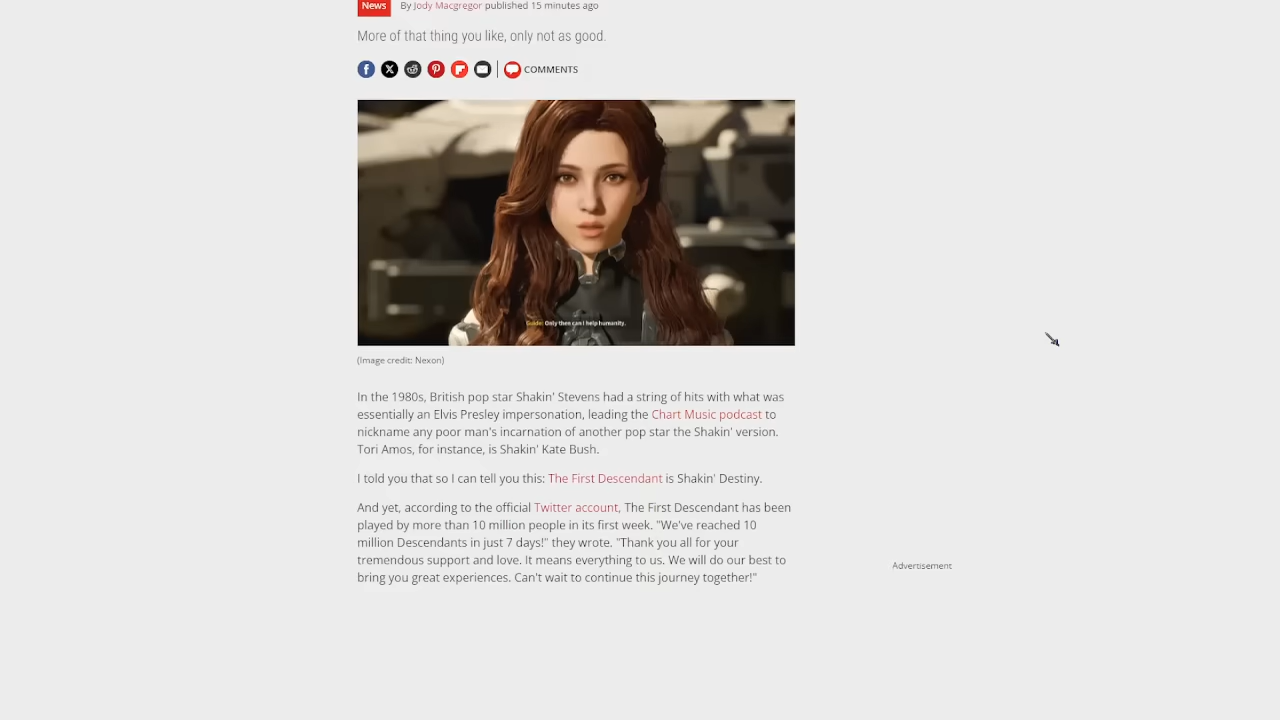 News By Jody Macgregor published 15 minutes ago
More of that thing you like, only not as good.
COMMENTS
Guide: Only then can I help humanity.
(Image credit: Nexon)
In the 1980s, British pop star Shakin' Stevens had a string of hits with what was
essentially an Elvis Presley impersonation, leading the Chart Music podcast to
nickname any poor man's incarnation of another pop star the Shakin' version.
Tori Amos, for instance, is Shakin' Kate Bush.
I told you that so I can tell you this: The First Descendant is Shakin' Destiny.
And yet, according to the official Twitter account, The First Descendant has been
played by more than 10 million people in its first week. "We've reached 10
million Descendants in just 7 days!" they wrote. "Thank you all for your
tremendous support and love. It means everything to us. We will do our best to
bring you great experiences. Can't wait to continue this journey together!"
Advertisement